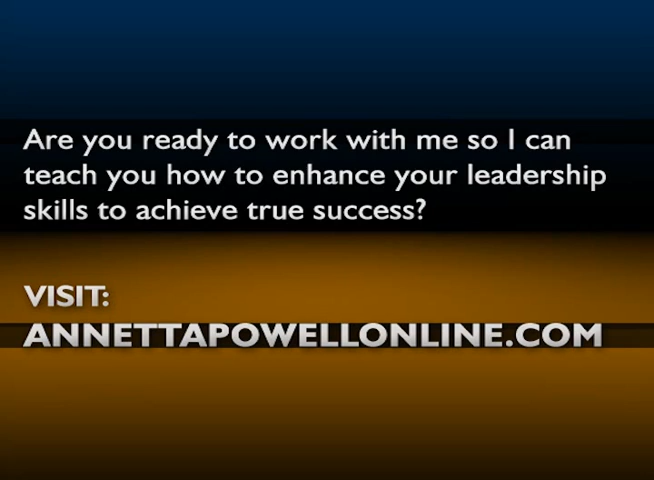 Are you ready to work with me so I can
teach you how to enhance your leadership
skills to achieve true success?
VISIT:
ANNETTAPOWELLONLINE.COM